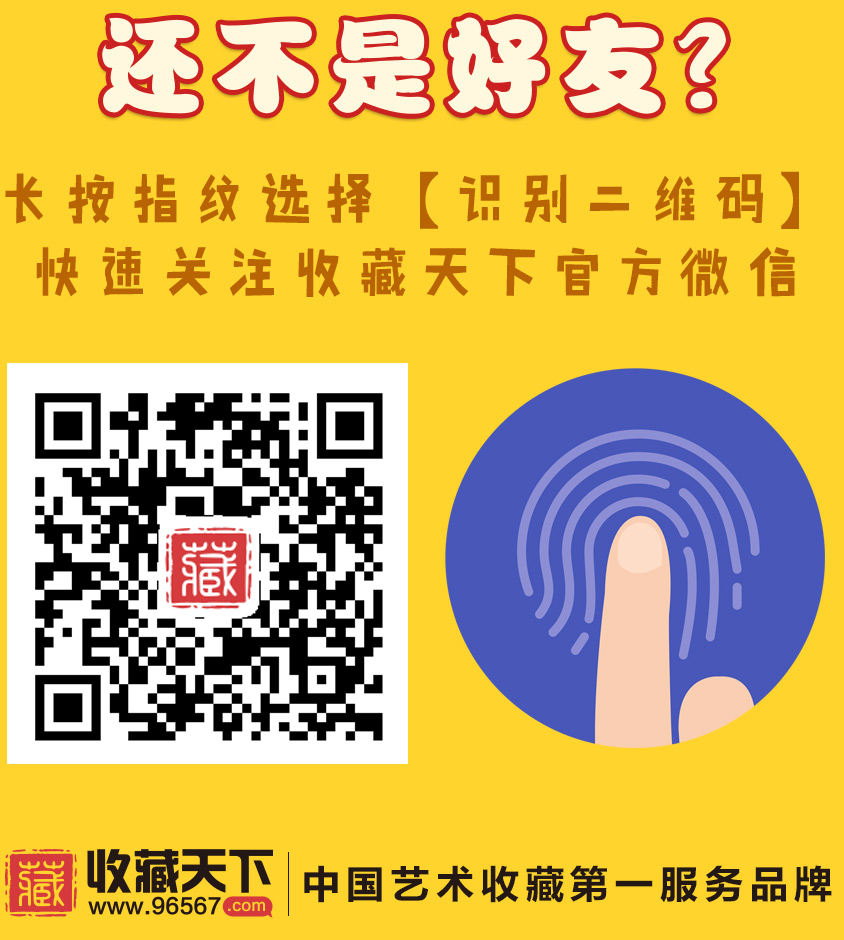 还不是好友?
长按指纹选择【识别二维码】
快速关注收藏天下官方微信
藏
藏
收藏天下
www.96567.com
中国艺术收藏第一服务品牌